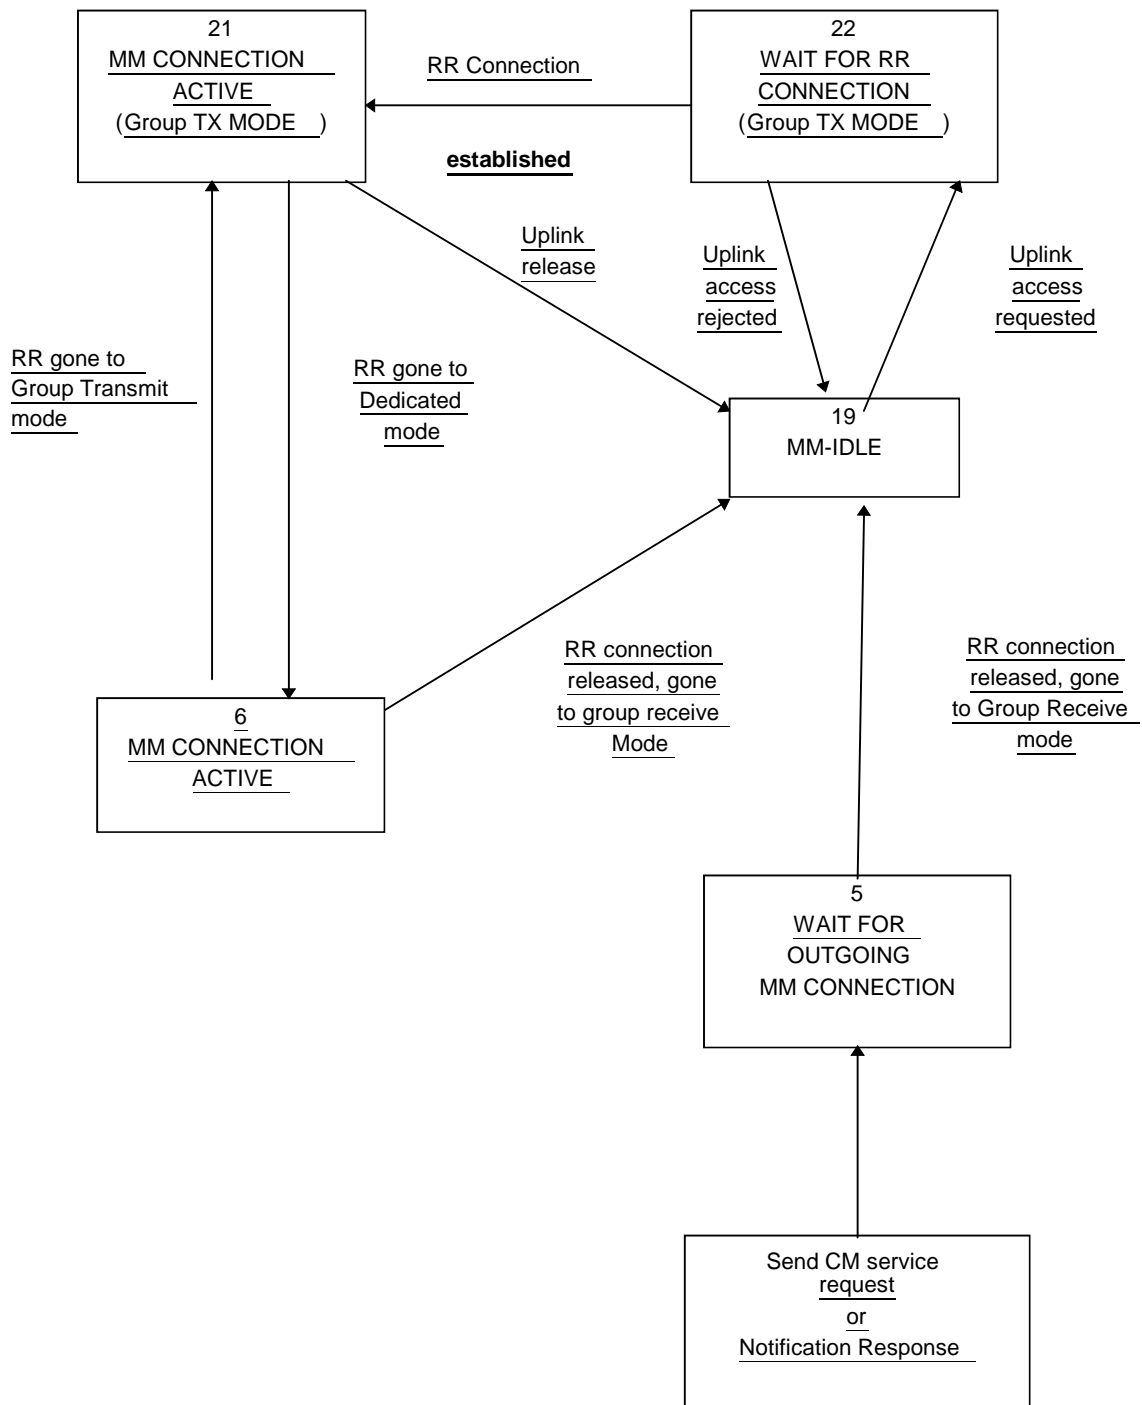 21
MM CONNECTION
ACTIVE
(Group TX MODE )
RR Connection
established
22
WAIT FOR RR
CONNECTION
(Group TX MODE )
Uplink
release
Uplink
access
rejected
Uplink
access
requested
RR gone to
Group Transmit
mode
RR gone to
Dedicated
mode
19
MM-IDLE
RR connection
released, gone
to group receive
Mode
RR connection
released, gone
to Group Receive
mode
6
MM CONNECTION
ACTIVE
5
WAIT FOR
OUTGOING
MM CONNECTION
Send CM service
request
or
Notification Response